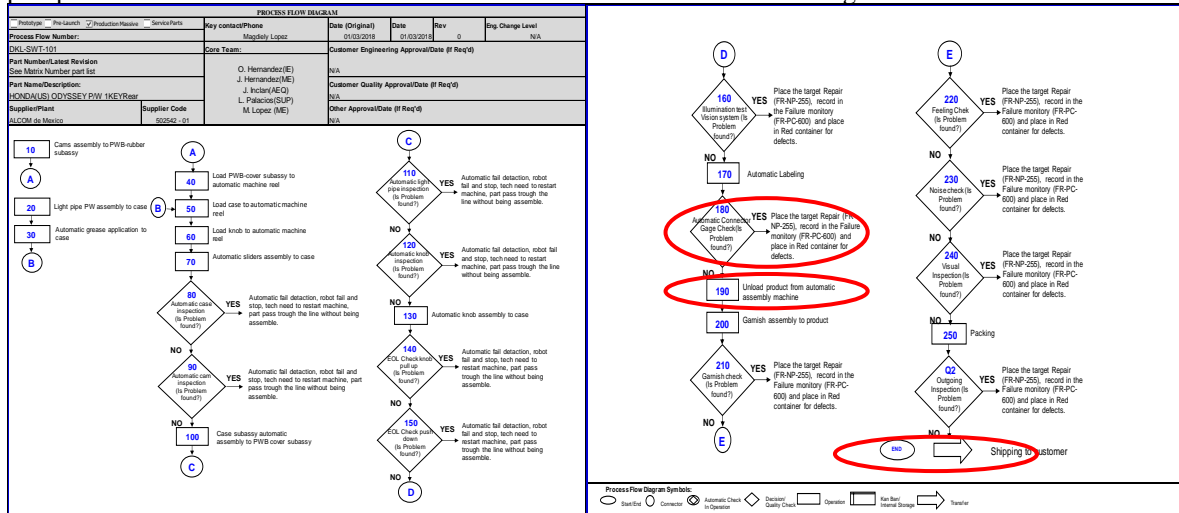 PROCESS FLOW DIAGRAM
Prototype Pre-Launch Production Massive Service Parts
Key contact/Phone
Magdiely Lopez
Date (Original)
01/03/2018
Date
01/03/2018
Rev
0
Eng. Change Level
N/A
Process Flow Number:
DKL-SWT-101
Core Team:
O. Hernandez(IE)
J. Hernandez(ME)
J. Inclan(AEQ)
L. Palacios(SUP)
M. Lopez (ME)
Customer Engineering Approval/Date (If Req'd)
N/A
Part Number/Latest Revision
See Matrix Number part list
Part Name/Description:
HONDA(US) ODYSSEY P/W 1KEYRear
Customer Quality Approval/Date (If Req'd)
N/A
Supplier/Plant
ALCOM de Mexico
Supplier Code
502542 - 01
Other Approval/Date (If Req'd)
N/A
10
Cams assembly to PWB-rubber
subassy
A
20
Light pipe PW assembly to case
30
Automatic grease application to
case
B
A
40
Load PWB-cover subassy to
automatic machine reel
B
50
Load case to automatic machine
reel
60
Load knob to automatic machine
reel
70
Automatic sliders assembly to case
80
Automatic case
inspection
(Is Problem
found?)
YES
Automatic fail detection, robot fail and
stop, tech need to restart machine,
part pass trough the line without being
assemble.
NO
90
Automatic cam
inspection
(Is Problem
found?)
YES
Automatic fail detection, robot fail and
stop, tech need to restart machine, part
pass trough the line without being
assemble.
NO
100
Case subassy automatic
assembly to PWB cover subassy
C
C
110
Automatic light
pipe inspection
(Is Problem
found?)
YES
Automatic fail detection, robot
fail and stop, tech need to restart
machine, part pass trough the
line without being assemble.
NO
120
Automatic knob
inspection
(Is Problem
found?)
YES
Automatic fail detection, robot fail
and stop, tech need to restart
machine, part pass trough the line
without being assemble.
NO
130
Automatic knob assembly to case
140
EOL Check knob
pull up
(Is Problem
found?)
YES
Automatic fail detection, robot
fail and stop, tech need to
restart machine, part pass
trough the line without being
assemble.
NO
150
EOL Check push
down
(Is Problem
found?)
YES
Automatic fail detection, robot
fail and stop, tech need to
restart machine, part pass
trough the line without being
assemble.
NO
D
D
160
Illumination test
Vision system (Is
Problem
found?)
YES
Place the target Repair
(FR-NP-255), record in
the Failure monitory
(FR-PC-600) and place
in Red container for
defects.
NO
170
Automatic Labeling
180
Automatic Connector
Gage Check(Is
Problem
found?)
YES
Place the target Repair (FR-
NP-255), record in the Failure
monitory (FR-PC-600) and
place in Red container for
defects.
NO
190
Unload product from automatic
assembly machine
200
Garnish assembly to product
210
Garnish check
(Is Problem
found?)
YES
Place the target Repair
(FR-NP-255), record in the
Failure monitory (FR-PC-
600) and place in Red
container for defects.
NO
E
E
220
Feeling Chek
(Is Problem
found?)
YES
Place the target Repair
(FR-NP-255), record in the
Failure monitory (FR-PC-
600) and place in Red
container for defects.
NO
230
Noise check (Is
Problem
found?)
YES
Place the target Repair
(FR-NP-255), record in the
Failure monitory (FR-PC-
600) and place in Red
container for defects.
NO
240
Visual
Inspection (Is
Problem
found?)
YES
Place the target Repair
(FR-NP-255), record in the
Failure monitory (FR-PC-
600) and place in Red
container for defects.
NO
250
Packing
Q2
Outgoing
Inspection (Is
Problem
found?)
YES
Place the target Repair
(FR-NP-255), record in the
Failure monitory (FR-PC-
600) and place in Red
container for defects.
NO
END
Shipping to customer
Process Flow Diagram Symbols:
Start/End
Connector
Automatic Check
In Operation
Decision/
Quality Check
Operation
Kan Ban/
Internal Storage
Transfer